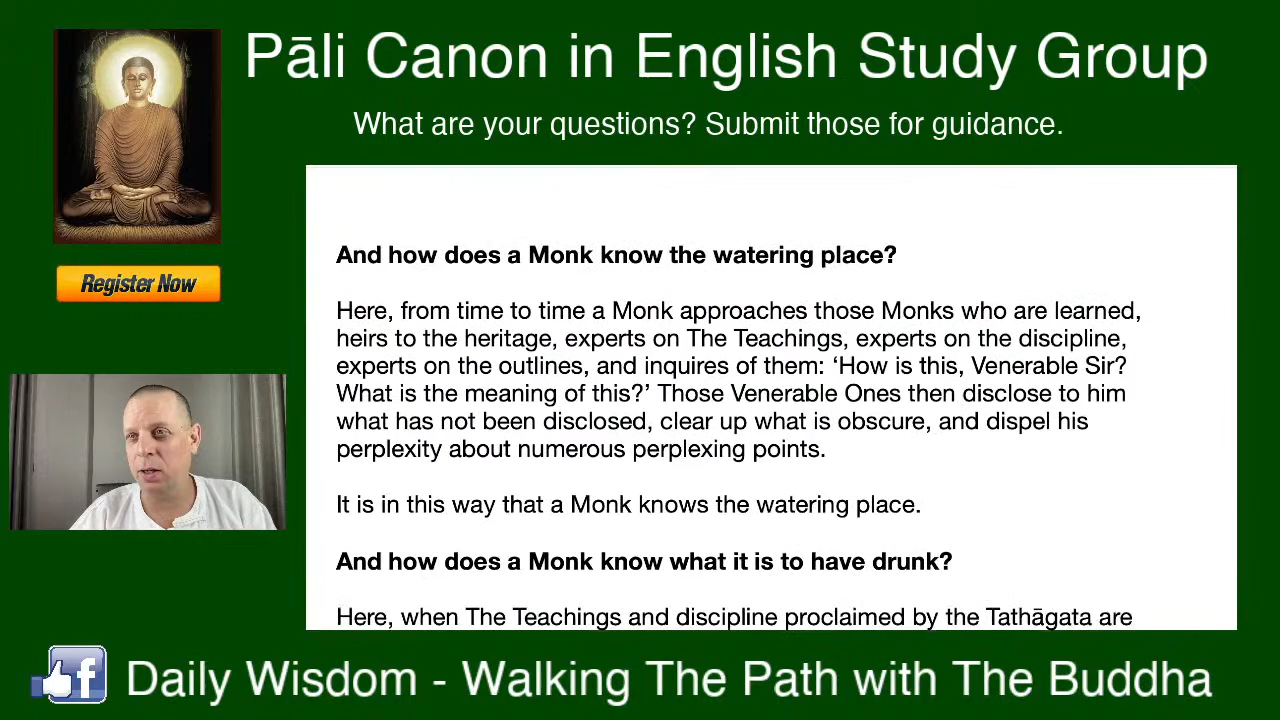 Pāli Canon in English Study Group
What are your questions? Submit those for guidance.
Register Now
And how does a Monk know the watering place?
Here, from time to time a Monk approaches those Monks who are learned,
heirs to the heritage, experts on The Teachings, experts on the discipline,
experts on the outlines, and inquires of them: ‘How is this, Venerable Sir?
What is the meaning of this?’ Those Venerable Ones then disclose to him
what has not been disclosed, clear up what is obscure, and dispel his
perplexity about numerous perplexing points.
It is in this way that a Monk knows the watering place.
And how does a Monk know what it is to have drunk?
Here, when The Teachings and discipline proclaimed by the Tathāgata are
f
Daily Wisdom - Walking The Path with The Buddha